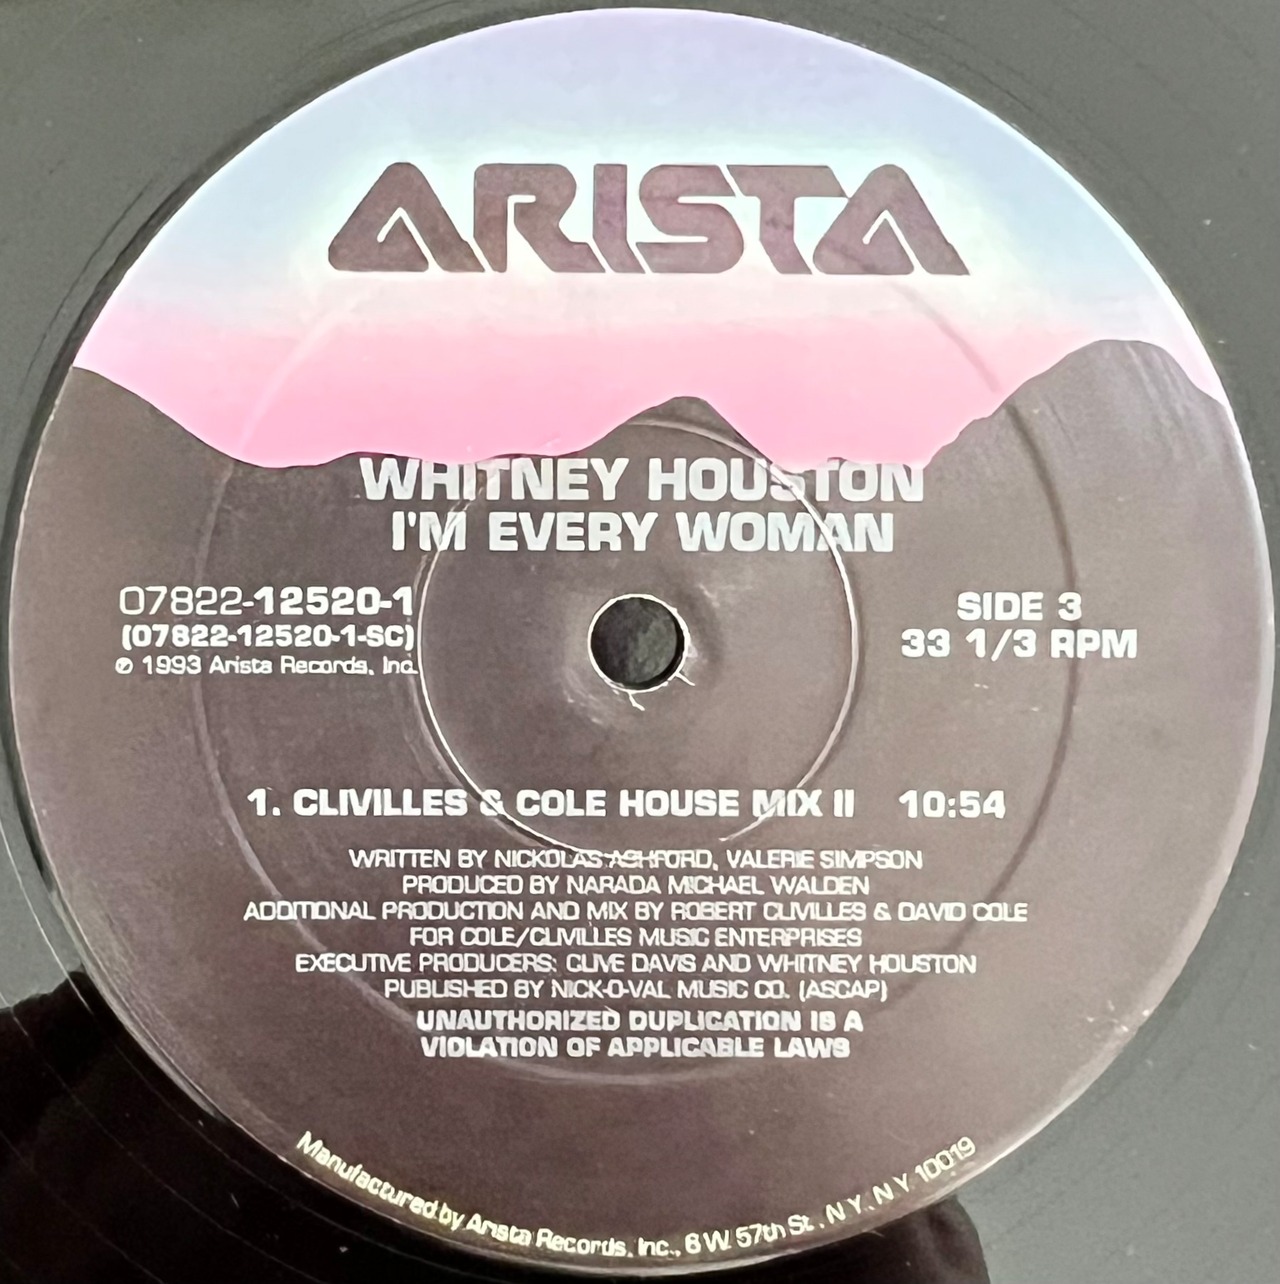 ARISTA
WHITNEY HOUSTON
I'M EVERY WOMAN
07822-12520-1
(07822-12520-1-SC)
℗ 1993 Arista Records, Inc.
SIDE 3
33 1/3 RPM
1. CLIVILLES & COLE HOUSE MIX II 10:54
WRITTEN BY NICKOLAS ASHFORD, VALERIE SIMPSON
PRODUCED BY NARADA MICHAEL WALDEN
ADDITIONAL PRODUCTION AND MIX BY ROBERT CLIVILLES & DAVID COLE
FOR COLE/CLIVILLES MUSIC ENTERPRISES
EXECUTIVE PRODUCERS: CLIVE DAVIS AND WHITNEY HOUSTON
PUBLISHED BY NICK-O-VAL MUSIC CO. (ASCAP)
UNAUTHORIZED DUPLICATION IS A
VIOLATION OF APPLICABLE LAWS
Manufactured by Arista Records, Inc., 6 W. 57th St., N.Y., N.Y. 10019